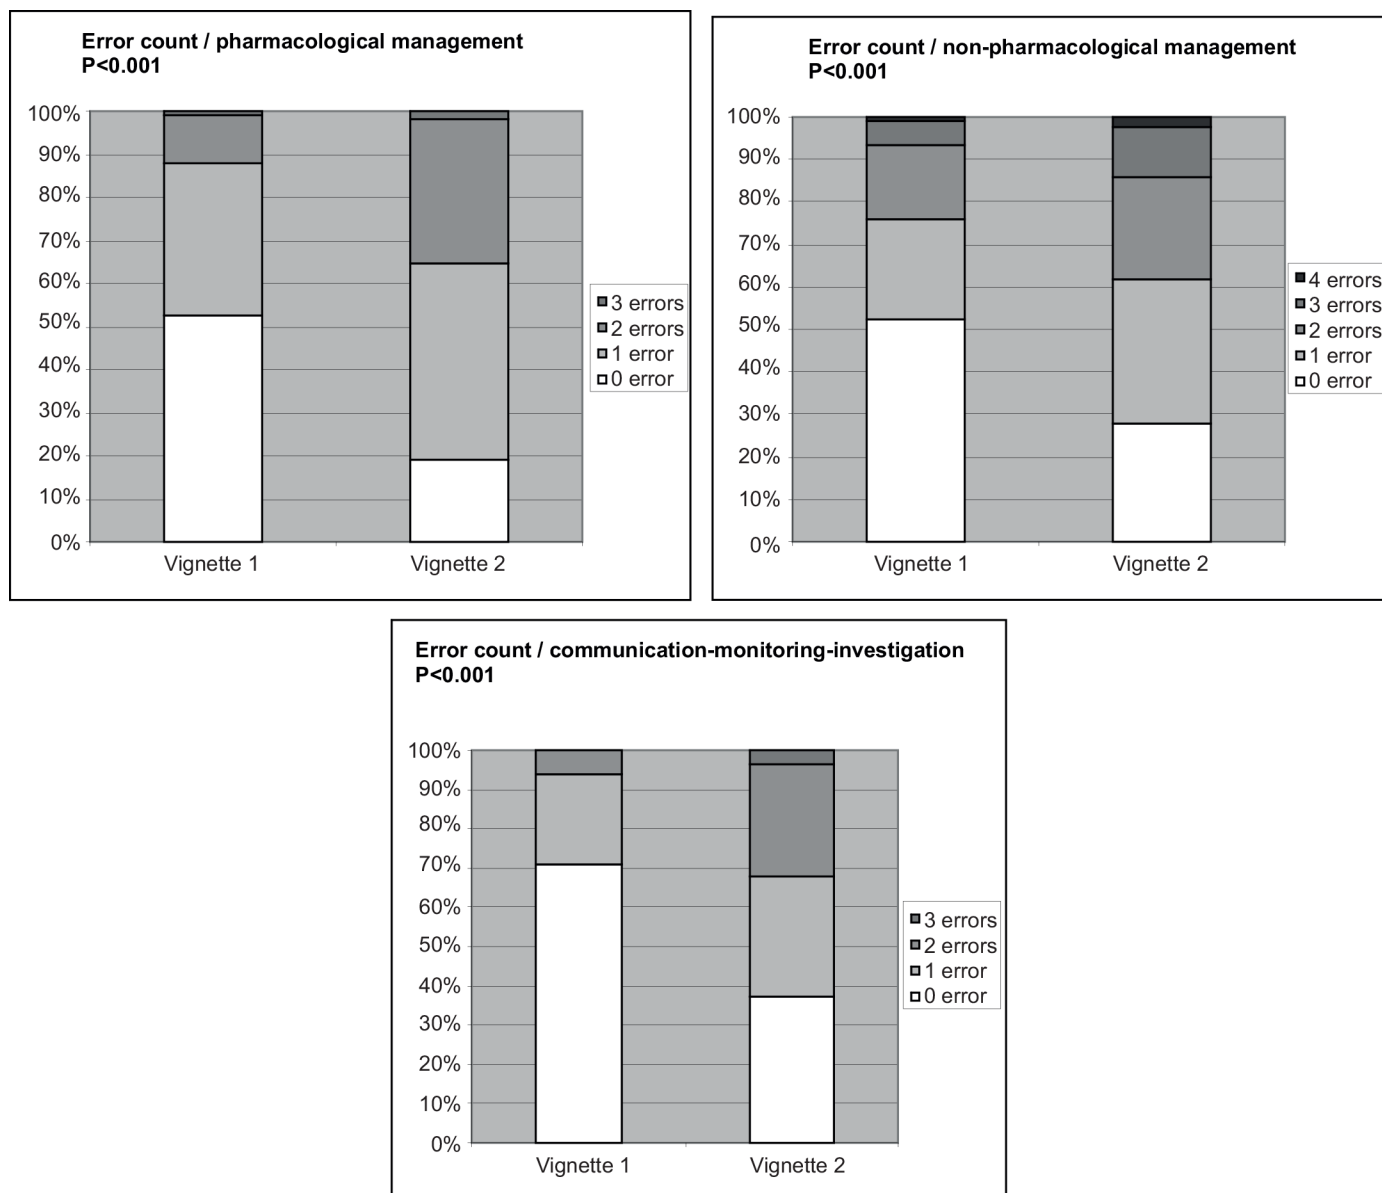 Error count / pharmacological management
P<0.001
100%
90%
80%
70%
60%
50%
40%
30%
20%
10%
0%
Vignette 1
Vignette 2
3 errors
2 errors
1 error
0 error
Error count / non-pharmacological management
P<0.001
100%
90%
80%
70%
60%
50%
40%
30%
20%
10%
0%
Vignette 1
Vignette 2
4 errors
3 errors
2 errors
1 error
0 error
Error count / communication-monitoring-investigation
P<0.001
100%
90%
80%
70%
60%
50%
40%
30%
20%
10%
0%
Vignette 1
Vignette 2
3 errors
2 errors
1 error
0 error